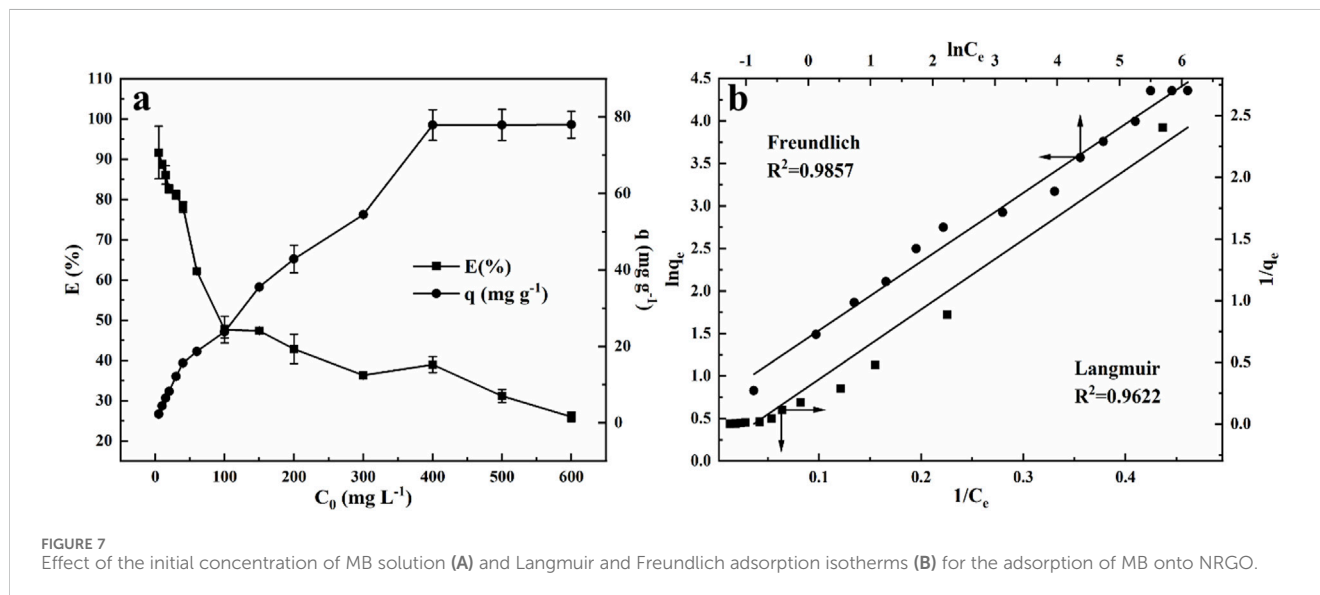 a
110
100
90
80
70
60
50
40
30
20
E (%)
80
60
40
20
0
q (mg g-1)
E(%)
q (mg g-1)
0 100 200 300 400 500 600
C0 (mg L-1)
b
lnCe
-1 0 1 2 3 4 5 6
4.5
4.0
3.5
3.0
2.5
2.0
1.5
1.0
0.5
0.0
lnqe
Freundlich
R2=0.9857
Langmuir
R2=0.9622
2.5
2.0
1.5
1.0
0.5
0.0
1/qe
0.1 0.2 0.3 0.4
1/Ce
FIGURE 7
Effect of the initial concentration of MB solution (A) and Langmuir and Freundlich adsorption isotherms (B) for the adsorption of MB onto NRGO.